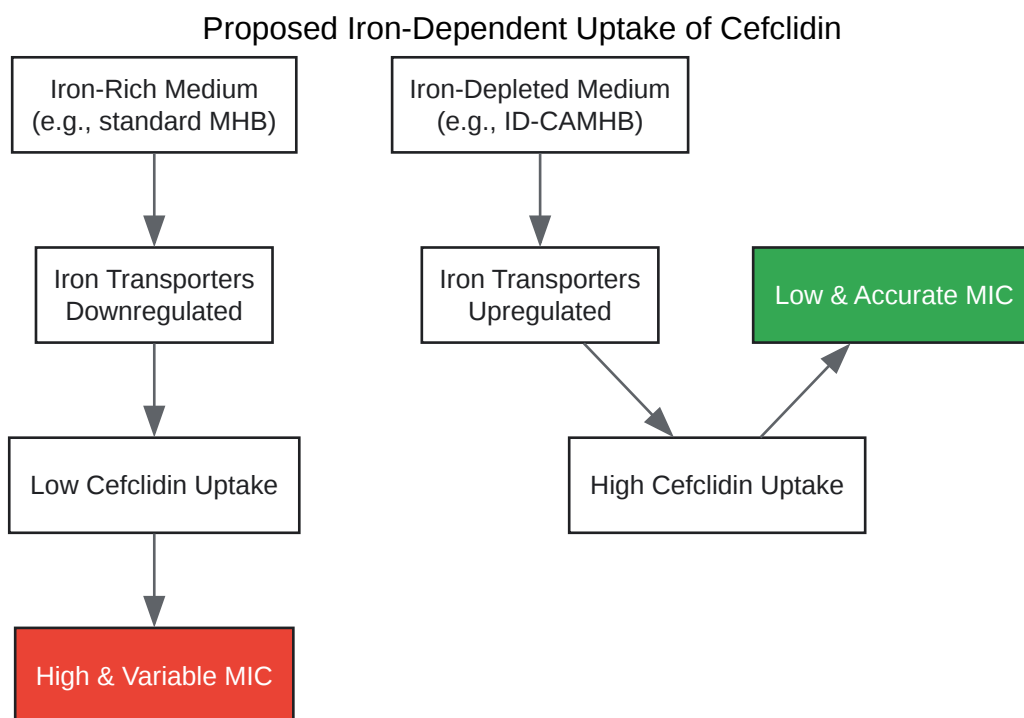 Proposed Iron-Dependent Uptake of Cefclidin
Iron-Rich Medium
(e.g., standard MHB)
Iron Transporters
Downregulated
Low Cefclidin Uptake
High & Variable MIC
Iron-Depleted Medium
(e.g., ID-CAMHB)
Iron Transporters
Upregulated
High Cefclidin Uptake
Low & Accurate MIC